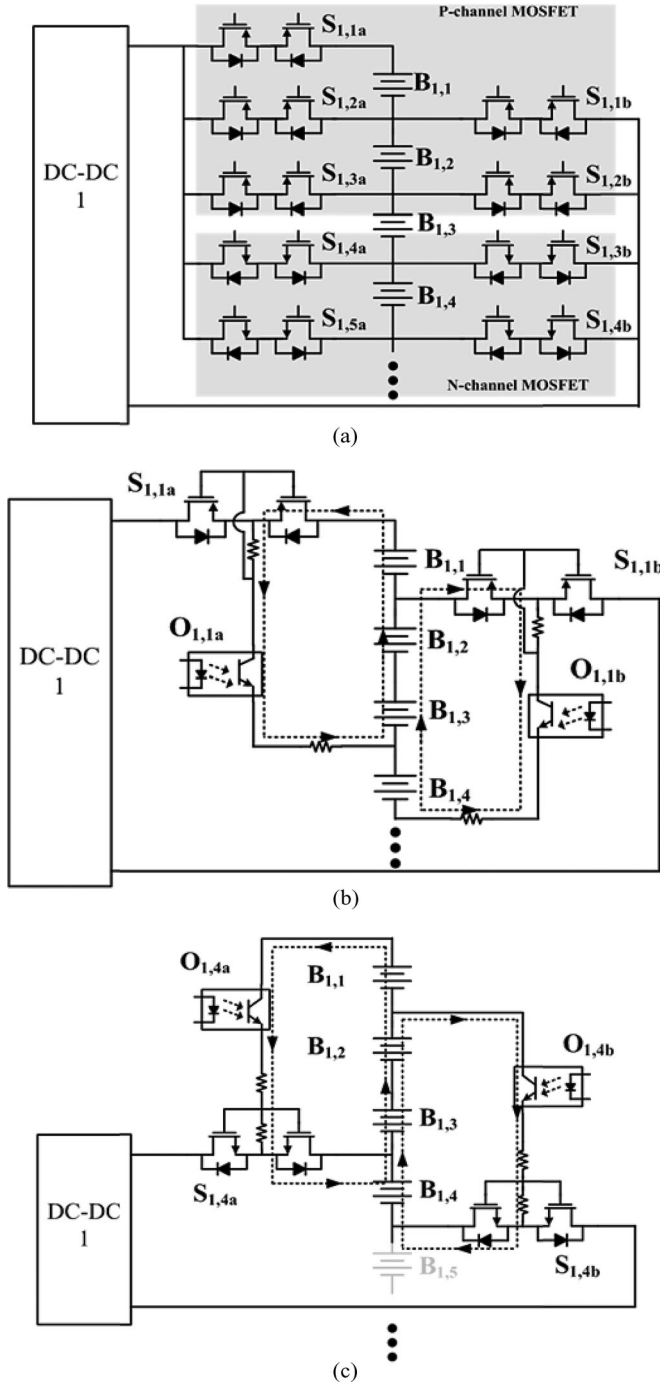 P-channel MOSFET
S1,1a
B1,1
S1,2a
S1,1b
DC-DC
1
B1,2
S1,3a
S1,2b
B1,3
S1,4a
S1,3b
B1,4
S1,5a
S1,4b
N-channel MOSFET
(a)
S1,1a
B1,1
S1,1b
O1,1a
B1,2
DC-DC
1
O1,1b
B1,3
B1,4
(b)
O1,4a
B1,1
B1,2
O1,4b
B1,3
S1,4a
B1,4
DC-DC
1
B1,5
S1,4b
(c)